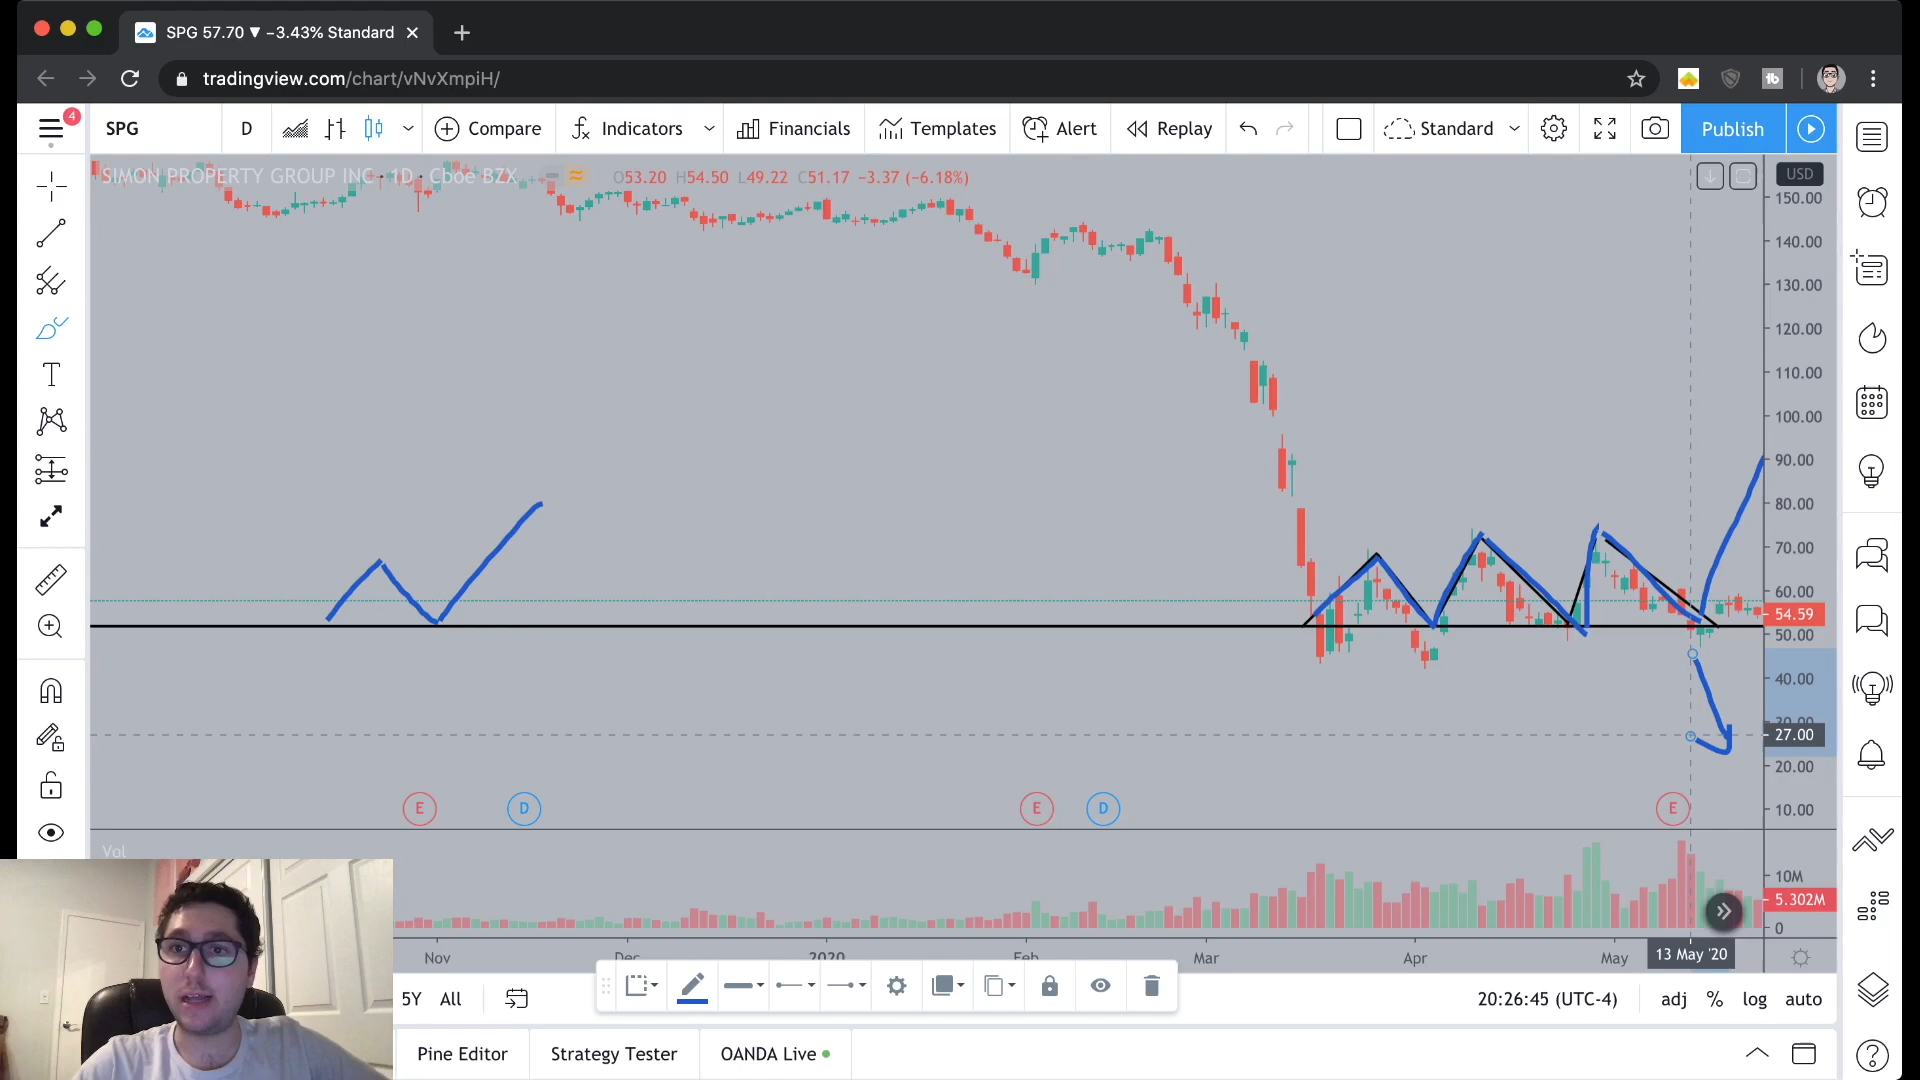 SPG 57.70 ▼ −3.43% Standard
tradingview.com/chart/vNvXmpiH/
4
SPG D Compare Indicators Financials Templates Alert Replay Standard Publish
SIMON PROPERTY GROUP INC · 1D · Cboe BZX O53.20 H54.50 L49.22 C51.17 −3.37 (−6.18%)
USD
150.00
140.00
130.00
120.00
110.00
100.00
90.00
80.00
70.00
60.00
54.59
50.00
40.00
30.00
27.00
20.00
10.00
E D E D E
Vol
10M
5.302M
0
Nov Dec 2020 Feb Mar Apr May 13 May '20
5Y All 20:26:45 (UTC-4) adj % log auto
Pine Editor Strategy Tester OANDA Live